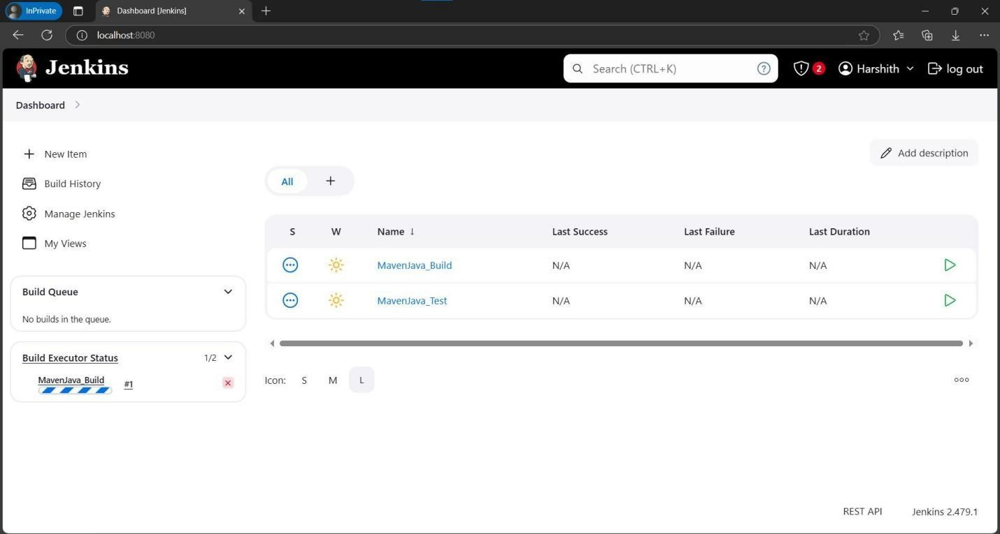 InPrivate
Dashboard [Jenkins]
localhost:8080
Jenkins
Search (CTRL+K)
2
Harshith
log out
Dashboard
New Item
Build History
Manage Jenkins
My Views
Build Queue
No builds in the queue.
Build Executor Status 1/2
MavenJava_Build #1
Add description
All +
S W Name ↓ Last Success Last Failure Last Duration
MavenJava_Build N/A N/A N/A
MavenJava_Test N/A N/A N/A
Icon: S M L
REST API Jenkins 2.479.1